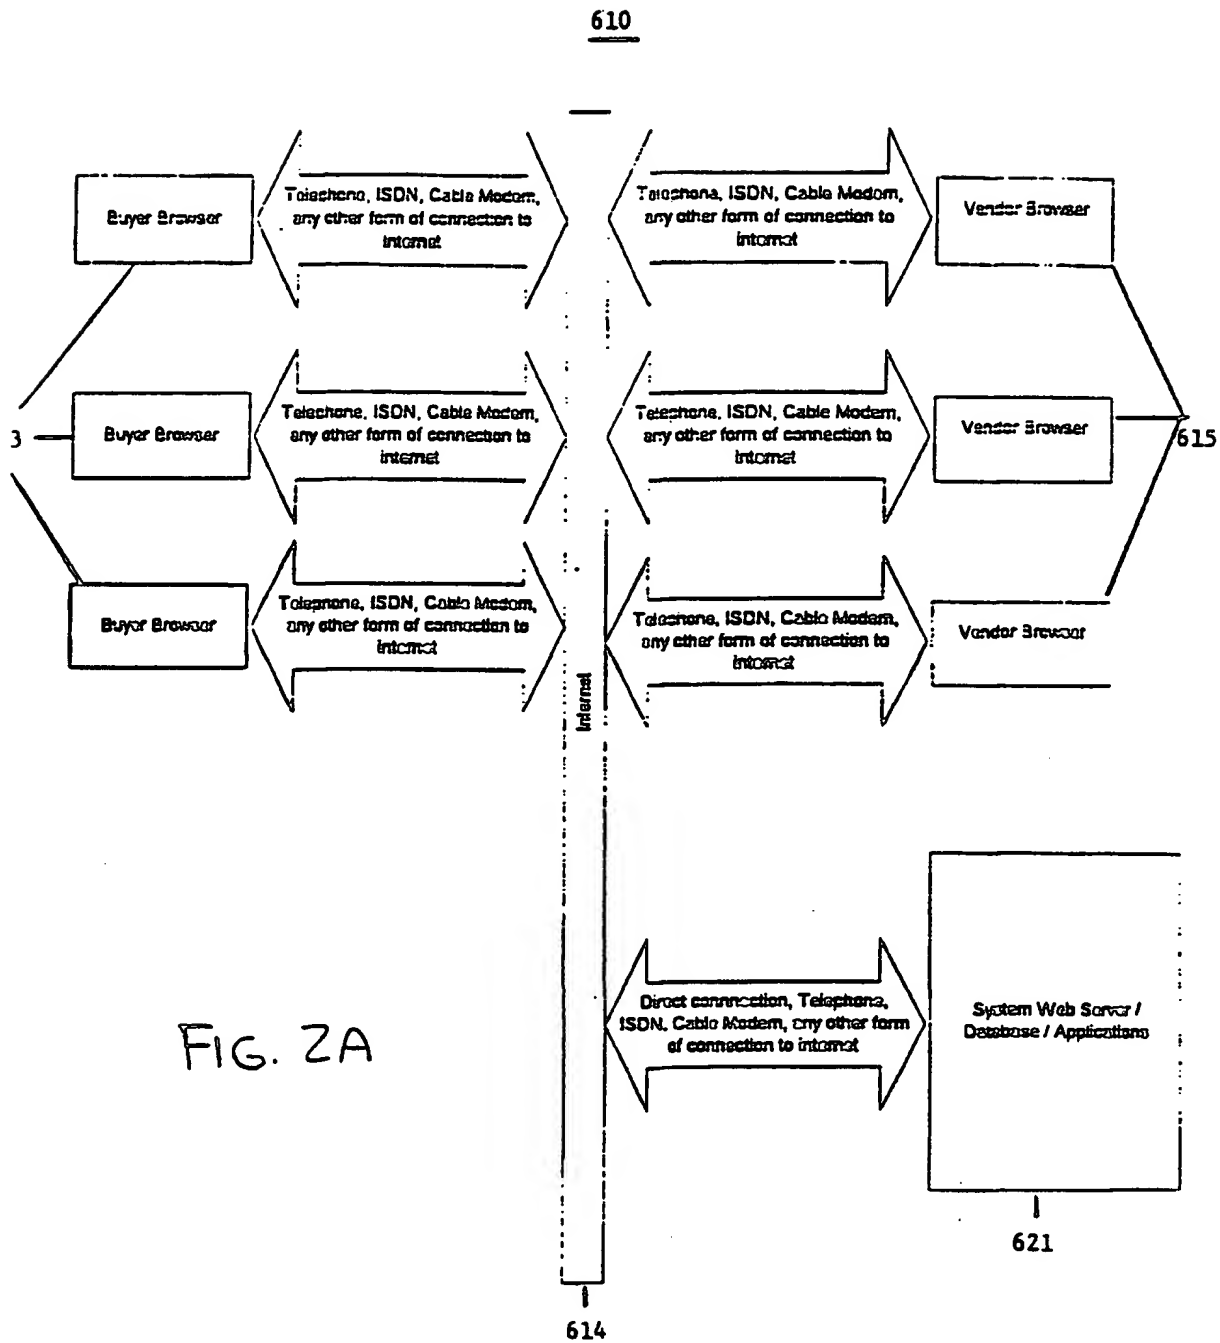 610
Buyer Browser
Telephone, ISDN, Cable Modem,
any other form of connection to
internet
Telephone, ISDN, Cable Modem,
any other form of connection to
internet
Vendor Browser
3
Buyer Browser
Telephone, ISDN, Cable Modem,
any other form of connection to
internet
Telephone, ISDN, Cable Modem,
any other form of connection to
internet
Vendor Browser
615
Buyer Browser
Telephone, ISDN, Cable Modem,
any other form of connection to
internet
Telephone, ISDN, Cable Modem,
any other form of connection to
internet
Vendor Browser
Internet
Direct connnection, Telephone,
ISDN, Cable Modem, any other form
of connection to internet
System Web Server /
Database / Applications
FIG. 2A
621
614